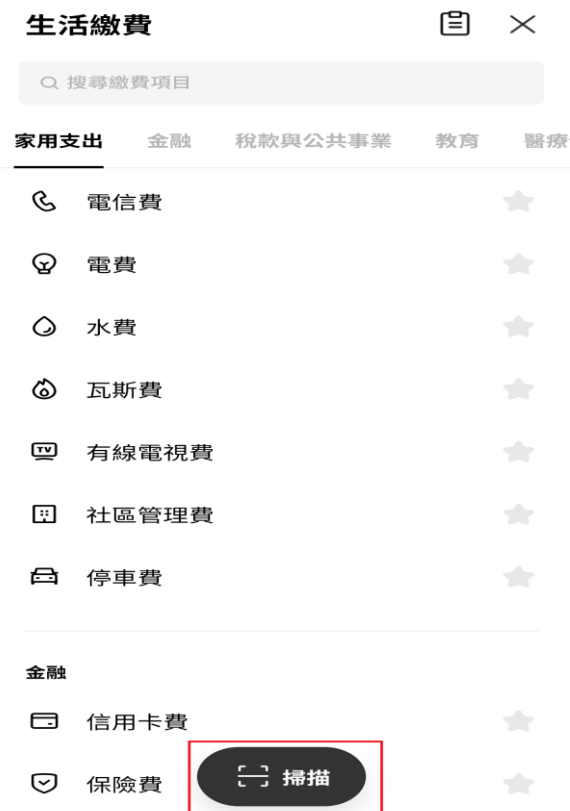 生活繳費
搜尋繳費項目
家用支出 金融 稅款與公共事業 教育 醫療
電信費
電費
水費
瓦斯費
TV 有線電視費
社區管理費
停車費
金融
信用卡費
保險費
掃描